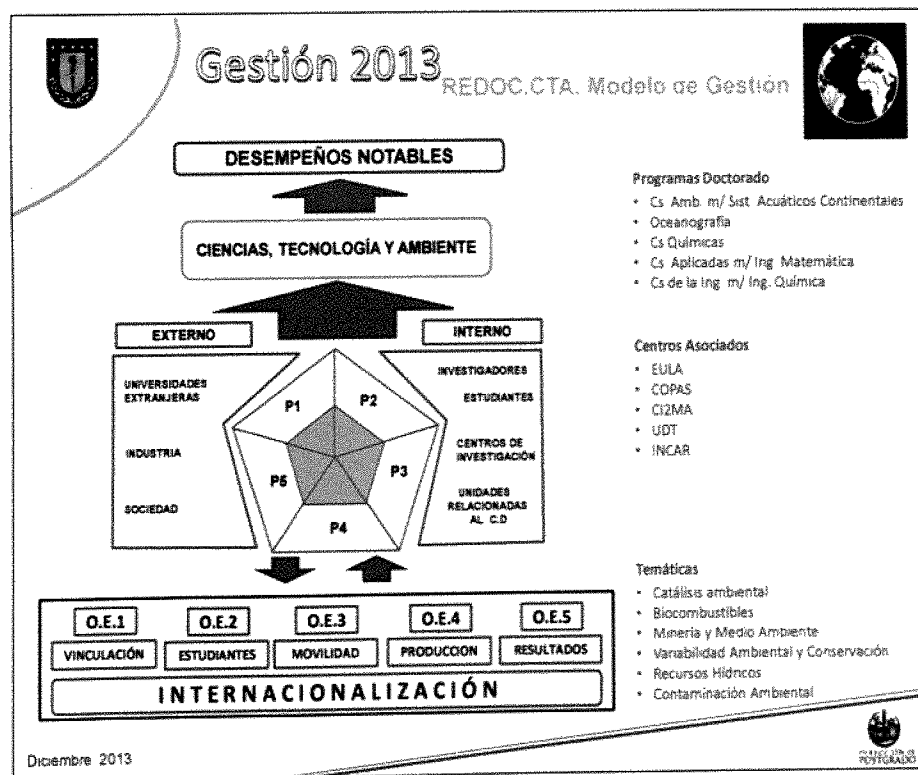 Gestión 2013
REDOC.CTA. Modelo de Gestión
DESEMPEÑOS NOTABLES
CIENCIAS, TECNOLOGÍA Y AMBIENTE
EXTERNO
UNIVERSIDADES
EXTRANJERAS
INDUSTRIA
SOCIEDAD
P1
P2
P3
P4
P5
INTERNO
INVESTIGADORES
ESTUDIANTES
CENTROS DE
INVESTIGACIÓN
UNIDADES
RELACIONADAS
AL C.D
O.E.1
O.E.2
O.E.3
O.E.4
O.E.5
VINCULACIÓN
ESTUDIANTES
MOVILIDAD
PRODUCCION
RESULTADOS
INTERNACIONALIZACIÓN
Programas Doctorado
• Cs Amb. m/ Sist Acuáticos Continentales
• Oceanografía
• Cs Químicas
• Cs Aplicadas m/ Ing Matemática
• Cs de la Ing m/ Ing. Química
Centros Asociados
• EULA
• COPAS
• CI2MA
• UDT
• INCAR
Temáticas
• Catálisis ambiental
• Biocombustibles
• Minería y Medio Ambiente
• Variabilidad Ambiental y Conservación
• Recursos Hídricos
• Contaminación Ambiental
Diciembre 2013
POSTGRADO